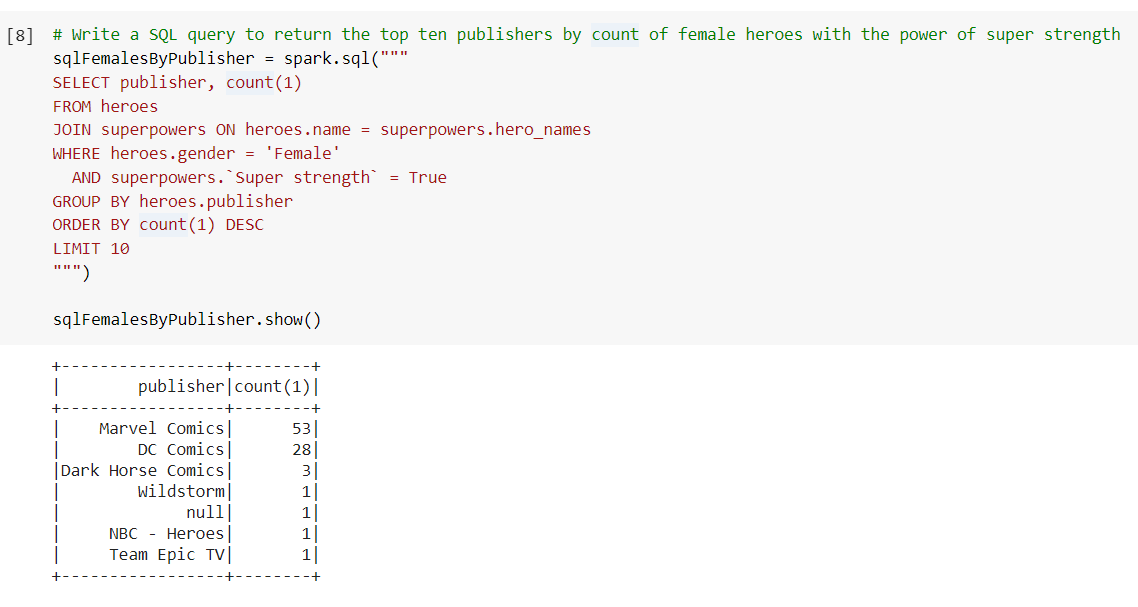 [8] # Write a SQL query to return the top ten publishers by count of female heroes with the power of super strength
sqlFemalesByPublisher = spark.sql("""
SELECT publisher, count(1)
FROM heroes
JOIN superpowers ON heroes.name = superpowers.hero_names
WHERE heroes.gender = 'Female'
  AND superpowers.`Super strength` = True
GROUP BY heroes.publisher
ORDER BY count(1) DESC
LIMIT 10
""")
sqlFemalesByPublisher.show()
+-----------------+--------+
|        publisher|count(1)|
+-----------------+--------+
|    Marvel Comics|      53|
|        DC Comics|      28|
|Dark Horse Comics|       3|
|        Wildstorm|       1|
|             null|       1|
|     NBC - Heroes|       1|
|     Team Epic TV|       1|
+-----------------+--------+